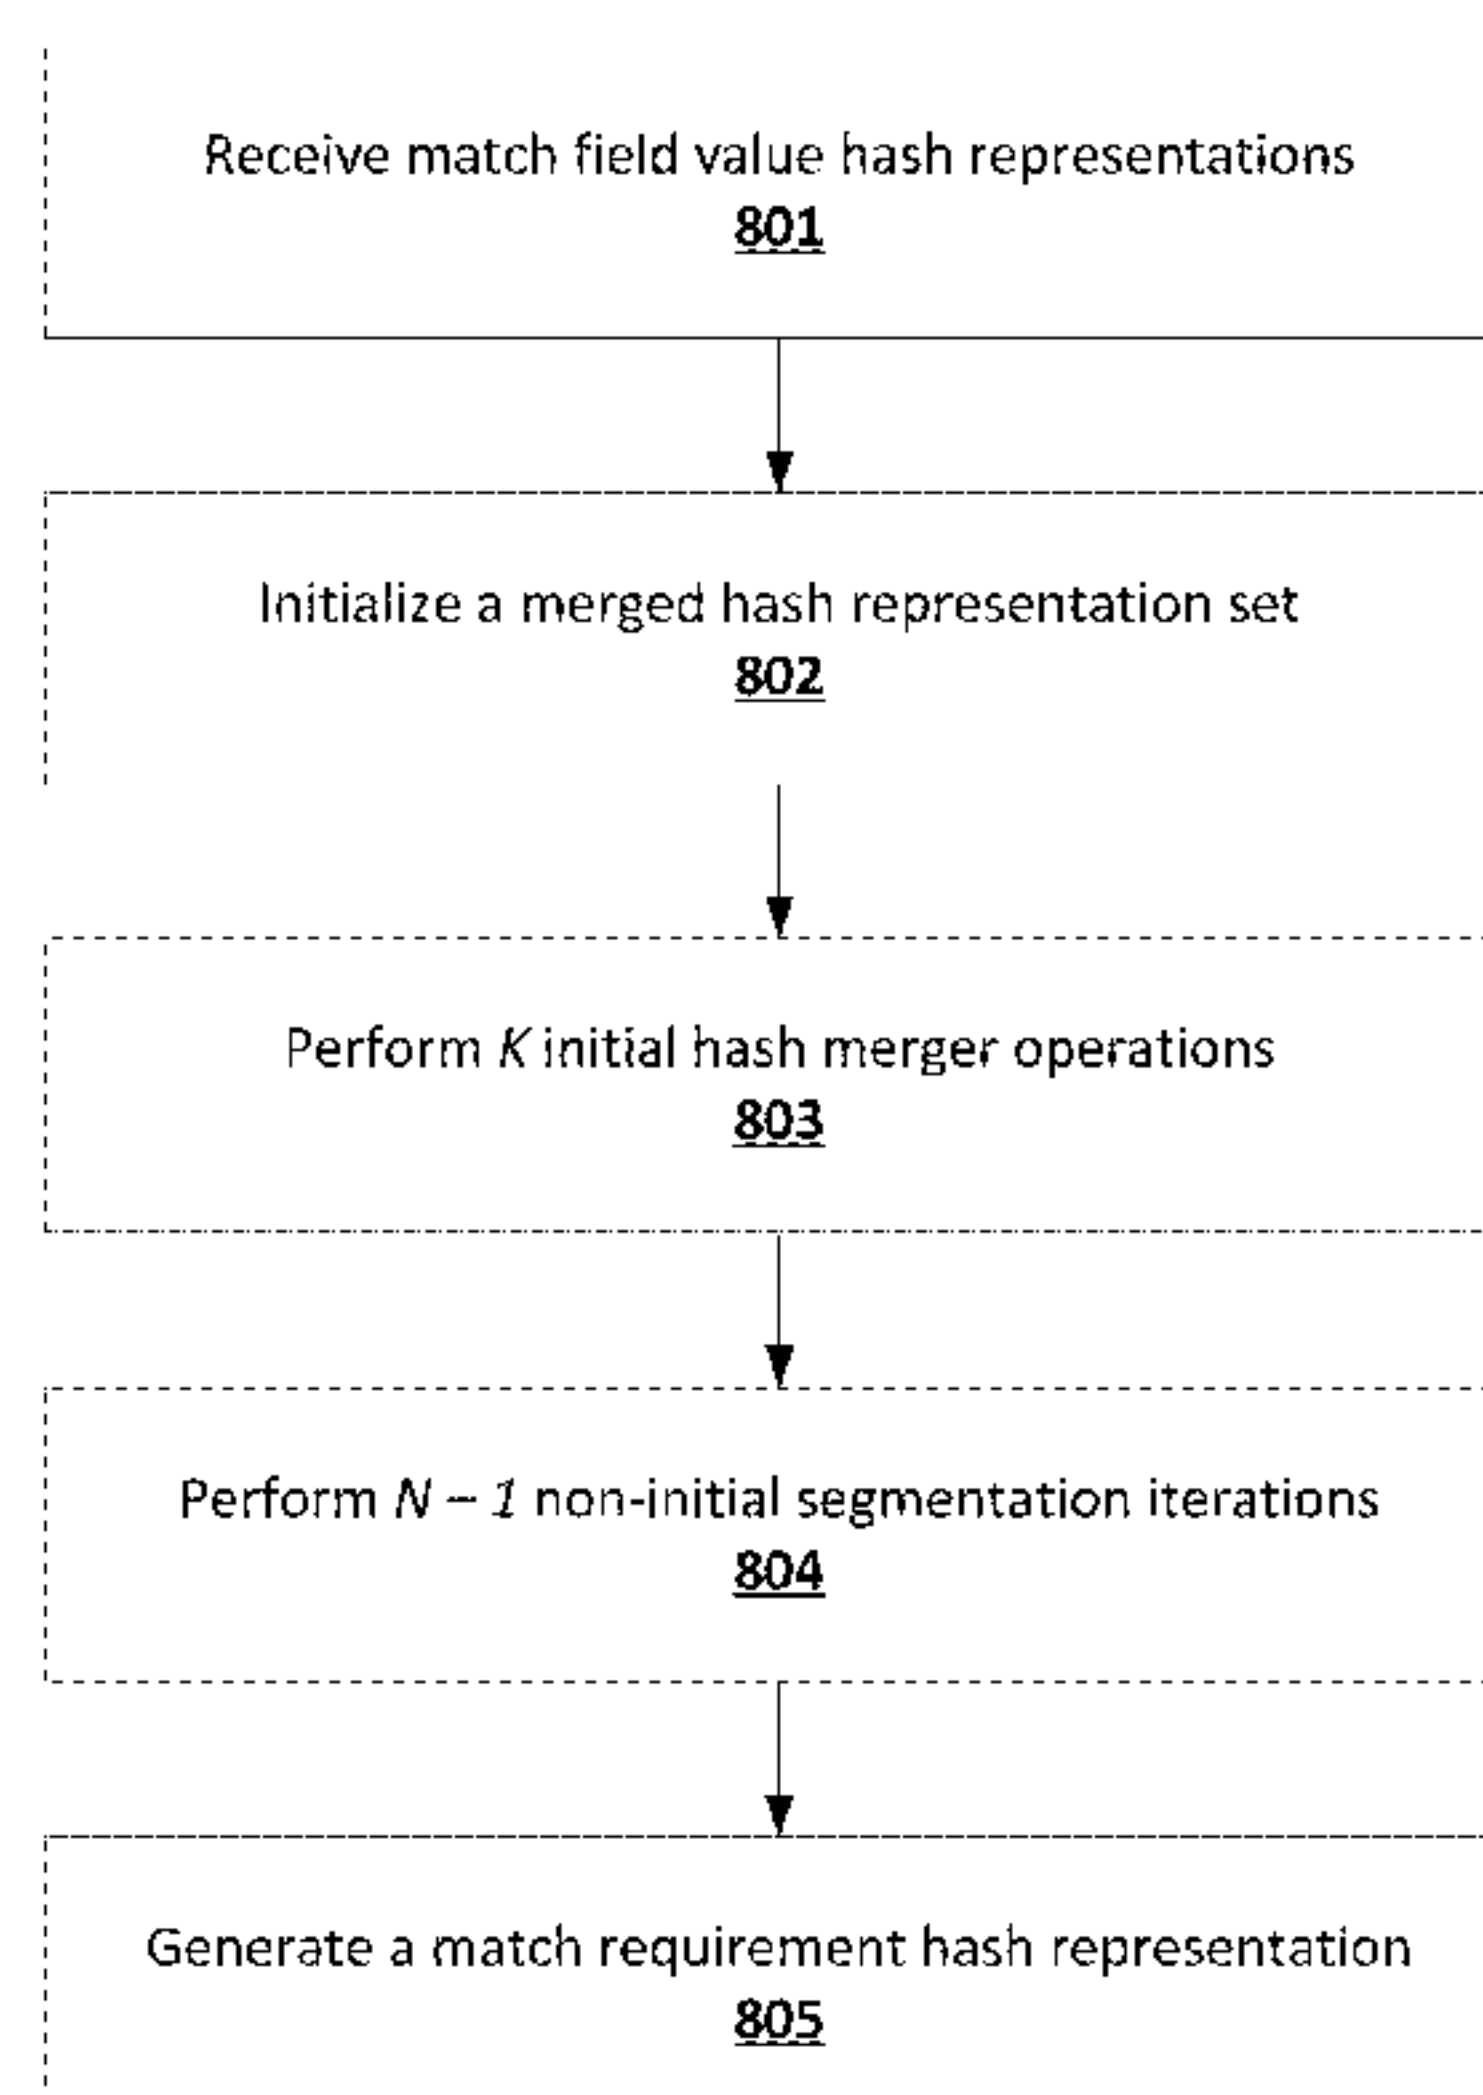 Receive match field value hash representations
801
Initialize a merged hash representation set
802
Perform K initial hash merger operations
803
Perform N – 1 non-initial segmentation iterations
804
Generate a match requirement hash representation
805